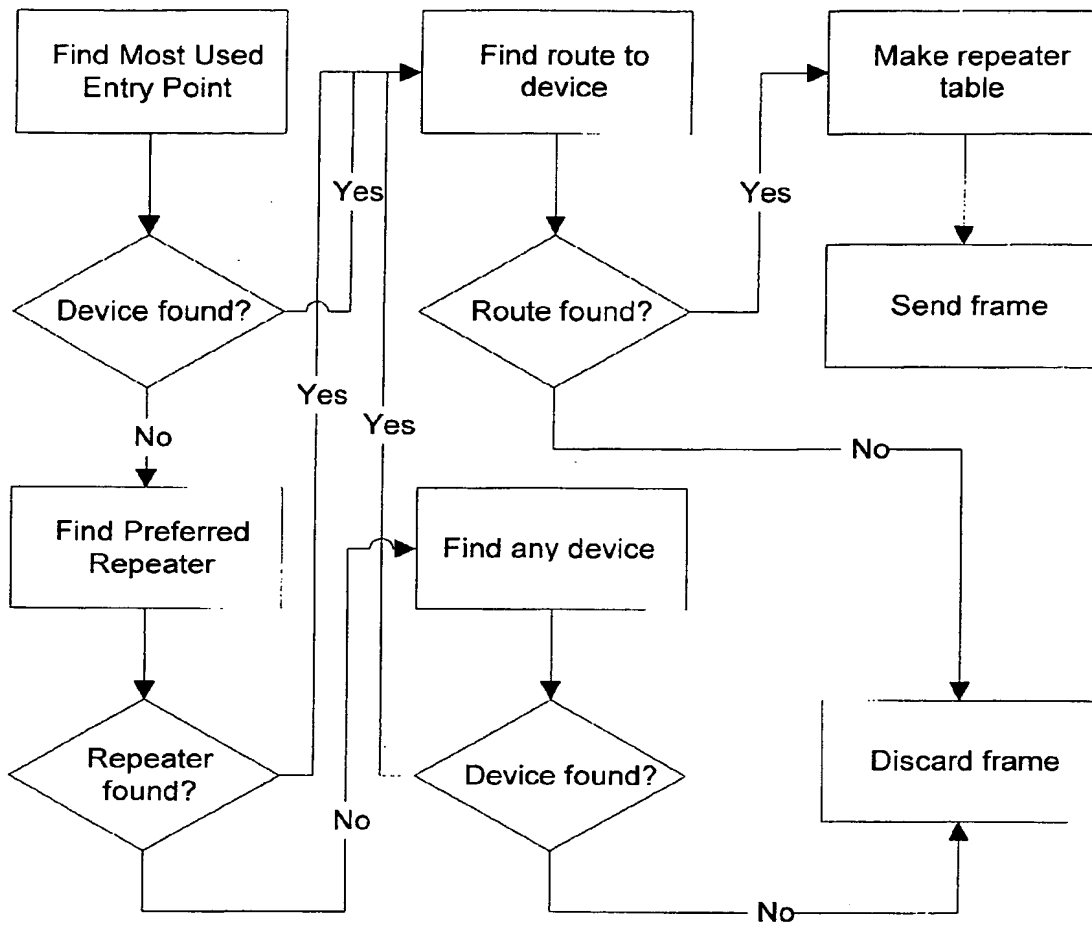 Find Most Used
Entry Point
Find route to
device
Make repeater
table
Yes
Yes
Device found?
Route found?
Send frame
Yes
Yes
No
No
Find Preferred
Repeater
Find any device
Repeater
found?
Device found?
Discard frame
No
No